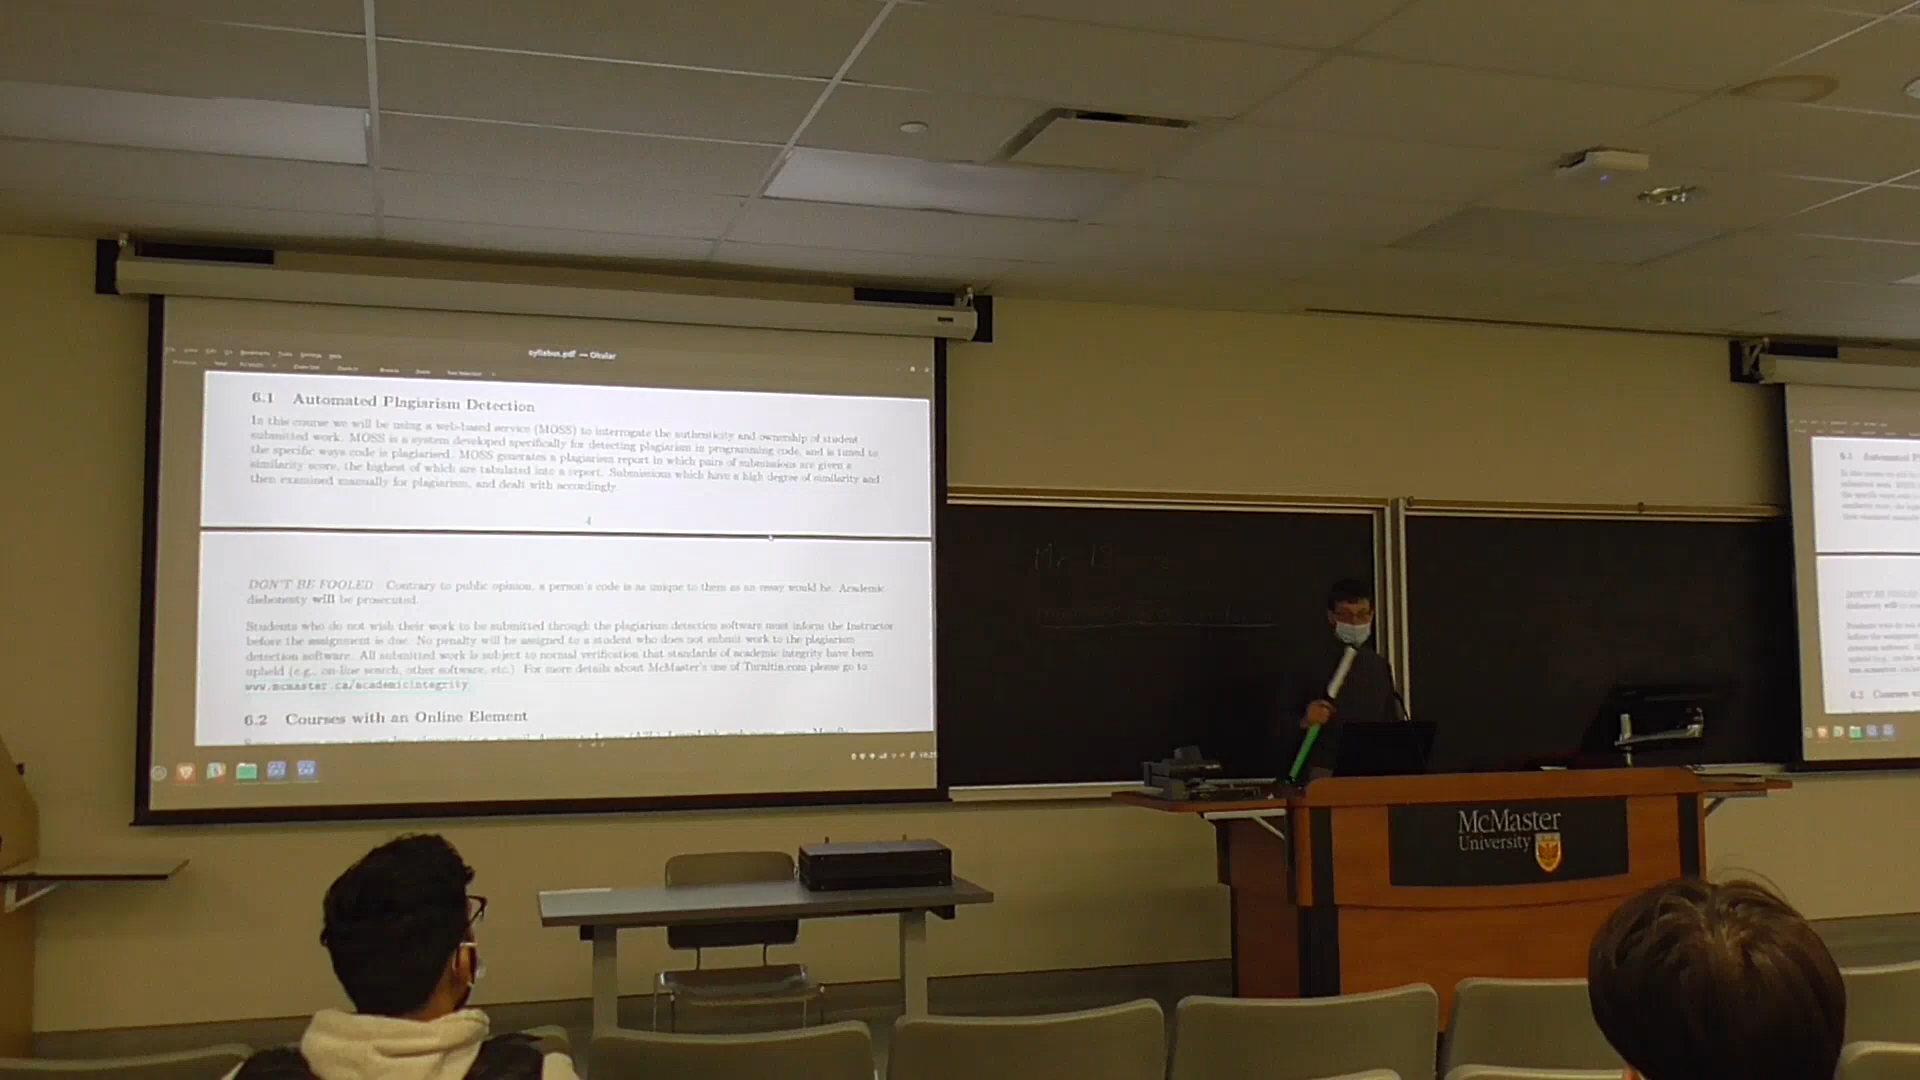 syllabus.pdf — Okular
6.1 Automated Plagiarism Detection
In this course we will be using a web-based service (MOSS) to interrogate the authenticity and ownership of student
submitted work. MOSS is a system developed specifically for detecting plagiarism in programming code, and is tuned to
the specific ways code is plagiarised. MOSS generates a plagiarism report in which pairs of submissions are given a
similarity score, the highest of which are tabulated into a report. Submissions which have a high degree of similarity and
then examined manually for plagiarism, and dealt with accordingly.
4
DON'T BE FOOLED Contrary to public opinion, a person's code is as unique to them as an essay would be. Academic
dishonesty will be prosecuted.
Students who do not wish their work to be submitted through the plagiarism detection software must inform the Instructor
before the assignment is due. No penalty will be assigned to a student who does not submit work to the plagiarism
detection software. All submitted work is subject to normal verification that standards of academic integrity have been
upheld (e.g., on-line search, other software, etc.). For more details about McMaster's use of Turnitin.com please go to
www.mcmaster.ca/academicintegrity
6.2 Courses with an Online Element
McMaster
University
6.1 Automated
6.2 Courses